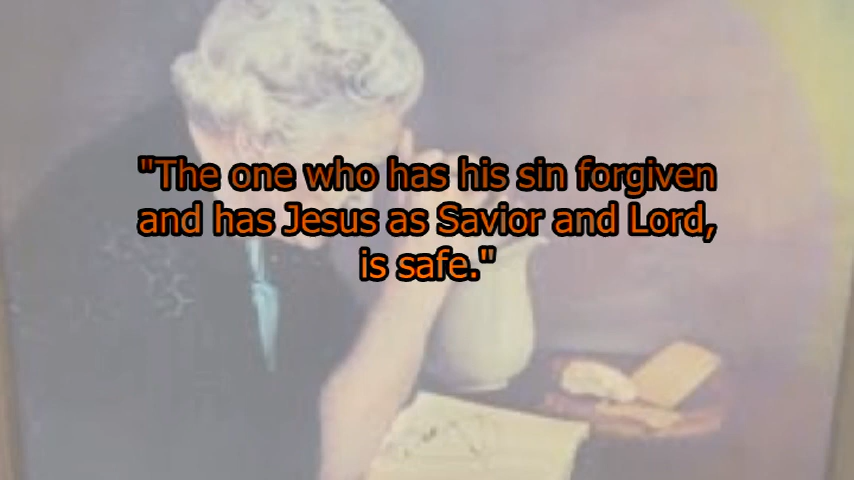 "The one who has his sin forgiven
and has Jesus as Savior and Lord,
is safe."